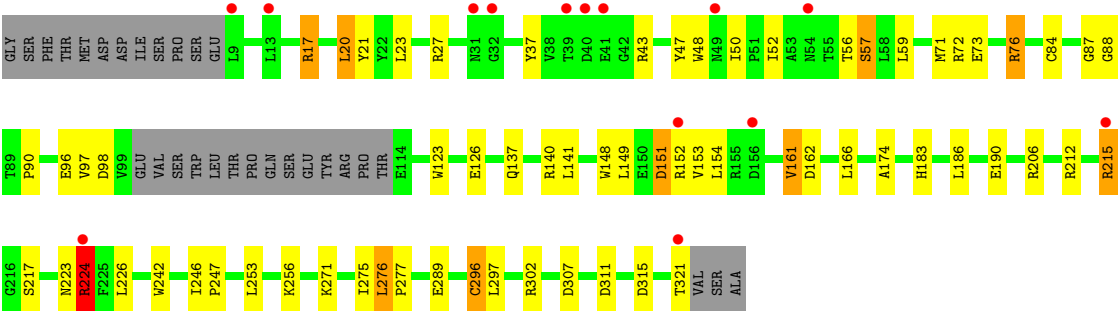 GLY SER PHE THR MET ASP ASP ILE SER PRO SER GLU L9 L13 R17 L20 Y21 Y22 L23 R27 N31 G32 Y37 V38 T39 D40 E41 G42 R43 Y47 W48 N49 I50 P51 I52 A53 N54 T55 T56 S57 L58 L59 M71 R72 E73 R76 C84 G87 G88
T89 P90 E96 V97 D98 V99 GLU VAL SER TRP LEU THR PRO GLN SER GLU TYR ARG PRO THR E114 W123 E126 Q137 R140 L141 W148 L149 E150 D151 R152 V153 L154 R155 D156 V161 D162 L166 A174 H183 L186 E190 R206 R212 R215
G216 S217 N223 R224 F225 L226 W242 I246 P247 L253 K256 K271 I275 L276 P277 E289 C296 L297 R302 D307 D311 D315 T321 VAL SER ALA